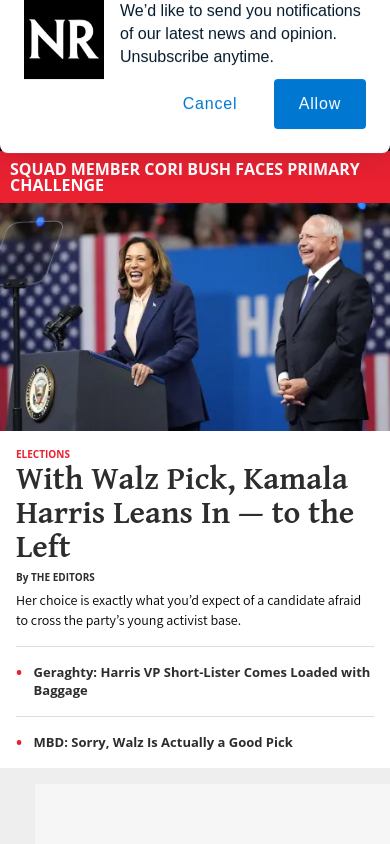 NR
We’d like to send you notifications
of our latest news and opinion.
Unsubscribe anytime.
Cancel
Allow
SQUAD MEMBER CORI BUSH FACES PRIMARY
CHALLENGE
HA
ELECTIONS
With Walz Pick, Kamala
Harris Leans In — to the
Left
By THE EDITORS
Her choice is exactly what you’d expect of a candidate afraid
to cross the party’s young activist base.
• Geraghty: Harris VP Short-Lister Comes Loaded with
Baggage
• MBD: Sorry, Walz Is Actually a Good Pick